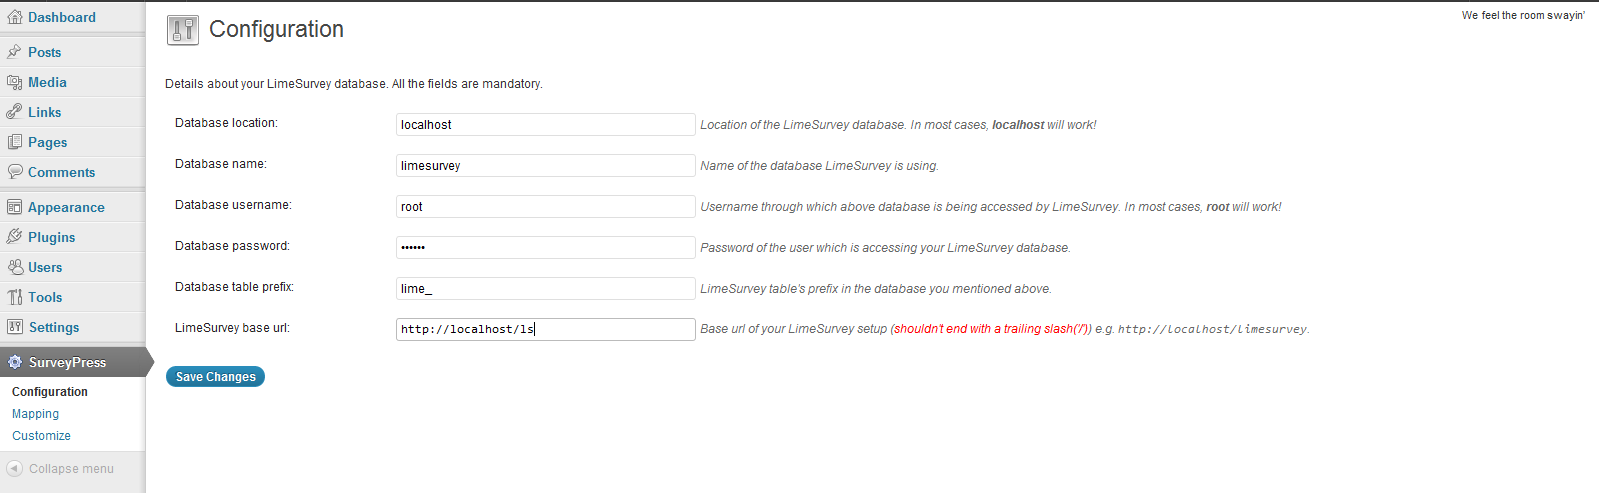 We feel the room swayin'
Dashboard
Posts
Media
Links
Pages
Comments
Appearance
Plugins
Users
Tools
Settings
SurveyPress
Configuration
Mapping
Customize
Collapse menu
Configuration
Details about your LimeSurvey database. All the fields are mandatory.
Database location: localhost Location of the LimeSurvey database. In most cases, localhost will work!
Database name: limesurvey Name of the database LimeSurvey is using.
Database username: root Username through which above database is being accessed by LimeSurvey. In most cases, root will work!
Database password: •••••• Password of the user which is accessing your LimeSurvey database.
Database table prefix: lime_ LimeSurvey table's prefix in the database you mentioned above.
LimeSurvey base url: http://localhost/ls Base url of your LimeSurvey setup (shouldn't end with a trailing slash('/')) e.g. http://localhost/limesurvey.
Save Changes